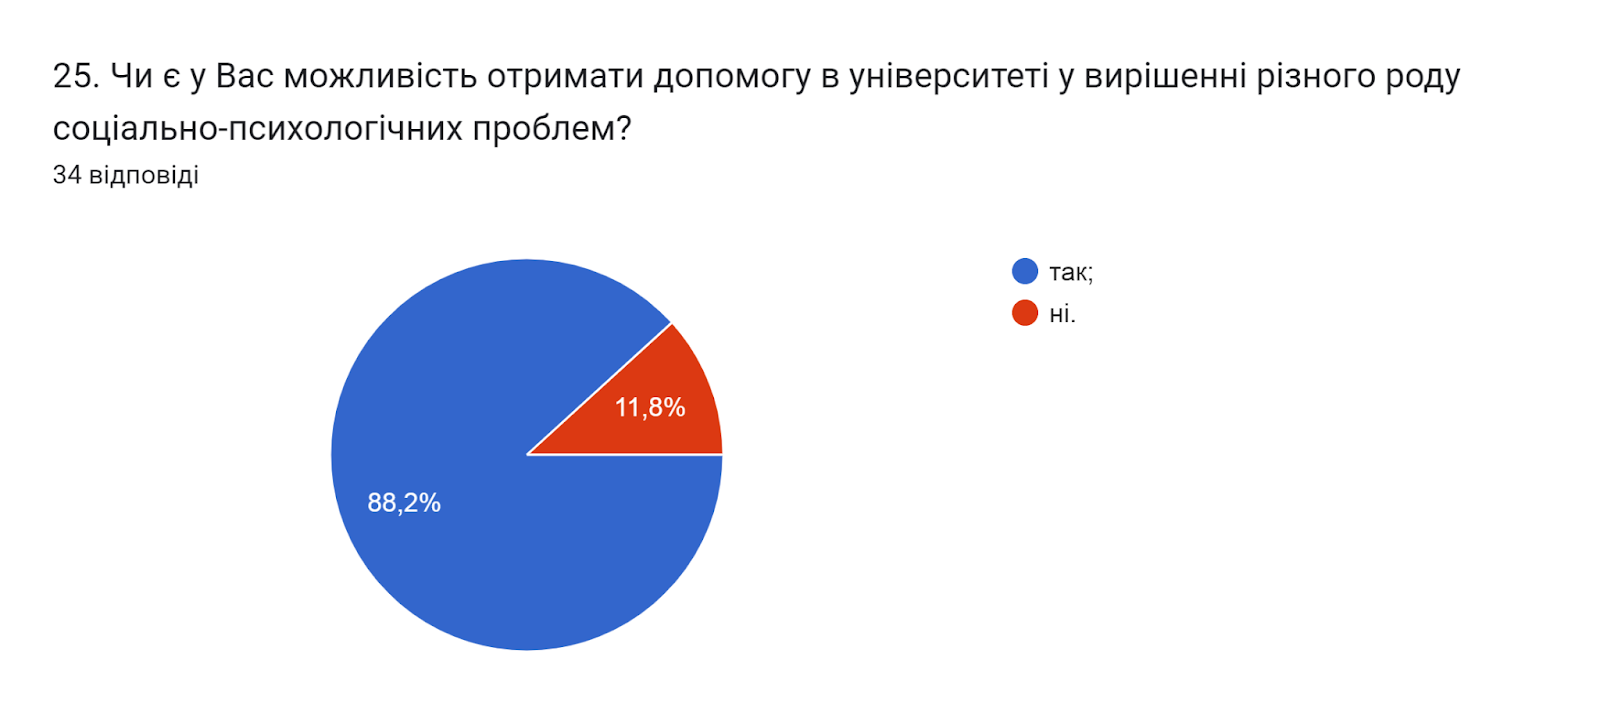 25. Чи є у Вас можливість отримати допомогу в університеті у вирішенні різного роду
соціально-психологічних проблем?
34 відповіді
так;
ні.
11,8%
88,2%